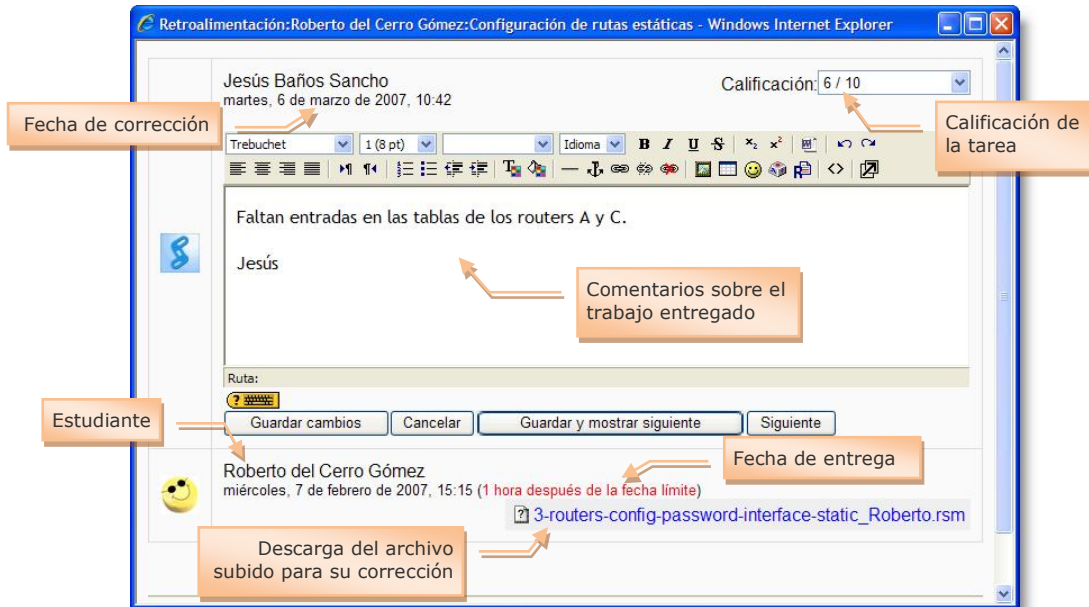 Retroalimentación:Roberto del Cerro Gómez:Configuración de rutas estáticas - Windows Internet Explorer
Jesús Baños Sancho
Calificación: 6 / 10
martes, 6 de marzo de 2007, 10:42
Fecha de corrección
Calificación de
la tarea
Trebuchet 1 (8 pt) Idioma B I U S x₂ x²
Faltan entradas en las tablas de los routers A y C.
Jesús
Comentarios sobre el
trabajo entregado
Ruta:
?
Estudiante
Guardar cambios Cancelar Guardar y mostrar siguiente Siguiente
Fecha de entrega
Roberto del Cerro Gómez
miércoles, 7 de febrero de 2007, 15:15 (1 hora después de la fecha límite)
3-routers-config-password-interface-static_Roberto.rsm
Descarga del archivo
subido para su corrección